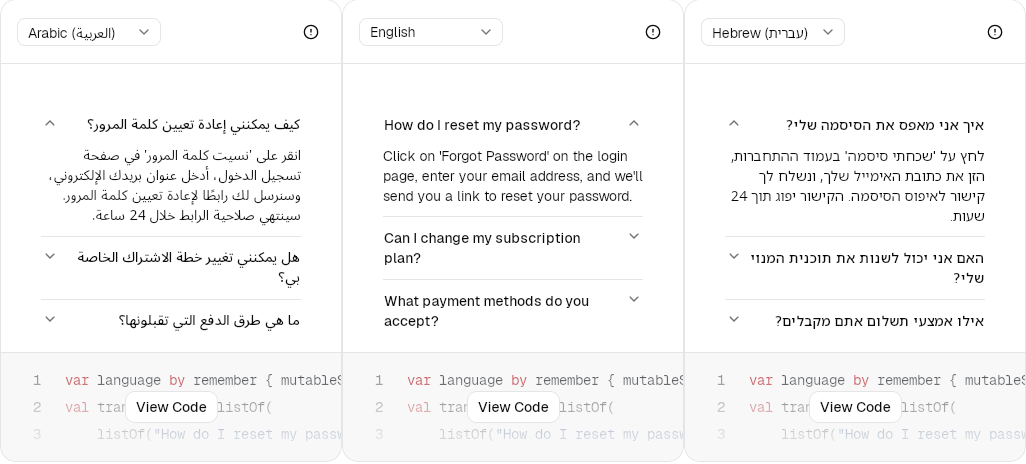 Arabic (العربية)
كيف يمكنني إعادة تعيين كلمة المرور؟
انقر على 'نسيت كلمة المرور' في صفحة
تسجيل الدخول، أدخل عنوان بريدك الإلكتروني،
وسنرسل لك رابطًا لإعادة تعيين كلمة المرور.
سينتهي صلاحية الرابط خلال 24 ساعة.
هل يمكنني تغيير خطة الاشتراك الخاصة
بي؟
ما هي طرق الدفع التي تقبلونها؟
1 var language by remember { mutableS
2 val tran
View Code
listOf(
3 listOf("How do I reset my passw
English
How do I reset my password?
Click on 'Forgot Password' on the login
page, enter your email address, and we'll
send you a link to reset your password.
Can I change my subscription
plan?
What payment methods do you
accept?
1 var language by remember { mutableS
2 val tran
View Code
listOf(
3 listOf("How do I reset my passw
Hebrew (עברית)
איך אני מאפס את הסיסמה שלי?
לחץ על 'שכחתי סיסמה' בעמוד ההתחברות,
הזן את כתובת האימייל שלך, ונשלח לך
קישור לאיפוס הסיסמה. הקישור יפוג תוך 24
שעות.
האם אני יכול לשנות את תוכנית המנוי
שלי?
אילו אמצעי תשלום אתם מקבלים?
1 var language by remember { mutableS
2 val tran
View Code
listOf(
3 listOf("How do I reset my passw